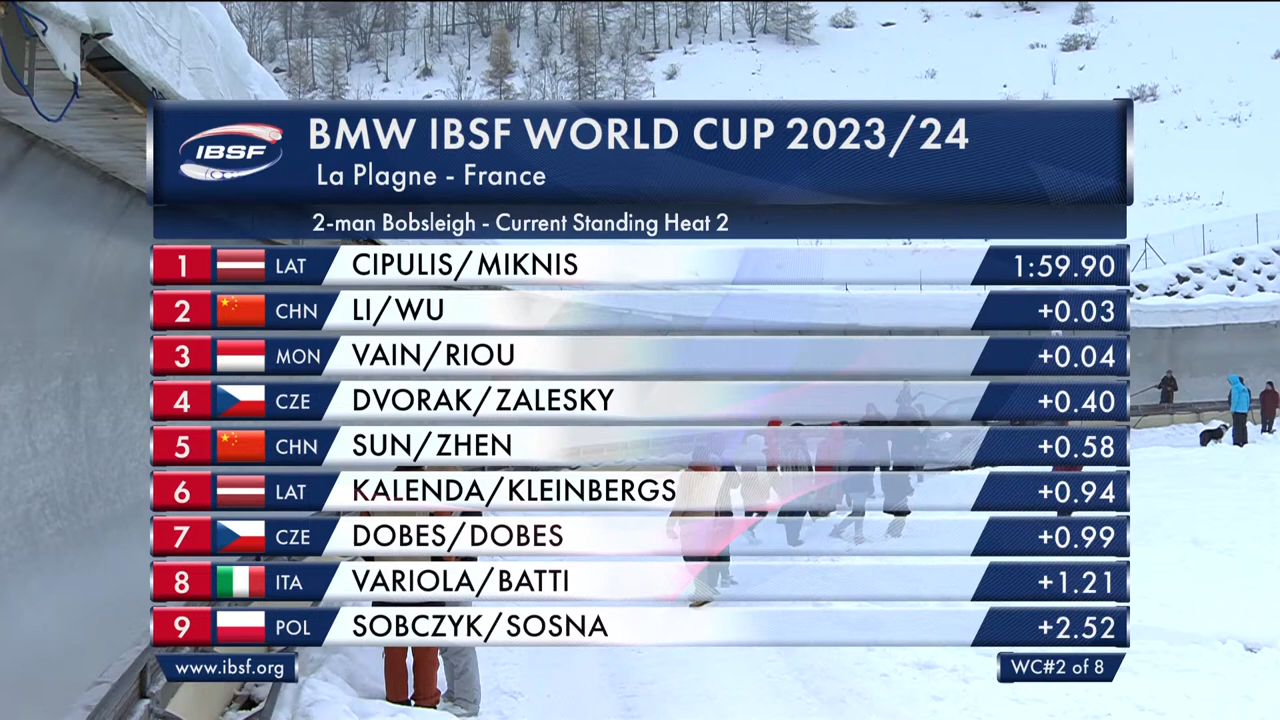 IBSF
BMW IBSF WORLD CUP 2023/24
La Plagne - France
2-man Bobsleigh - Current Standing Heat 2
1 LAT CIPULIS/MIKNIS 1:59.90
2 CHN LI/WU +0.03
3 MON VAIN/RIOU +0.04
4 CZE DVORAK/ZALESKY +0.40
5 CHN SUN/ZHEN +0.58
6 LAT KALENDA/KLEINBERGS +0.94
7 CZE DOBES/DOBES +0.99
8 ITA VARIOLA/BATTI +1.21
9 POL SOBCZYK/SOSNA +2.52
www.ibsf.org WC#2 of 8